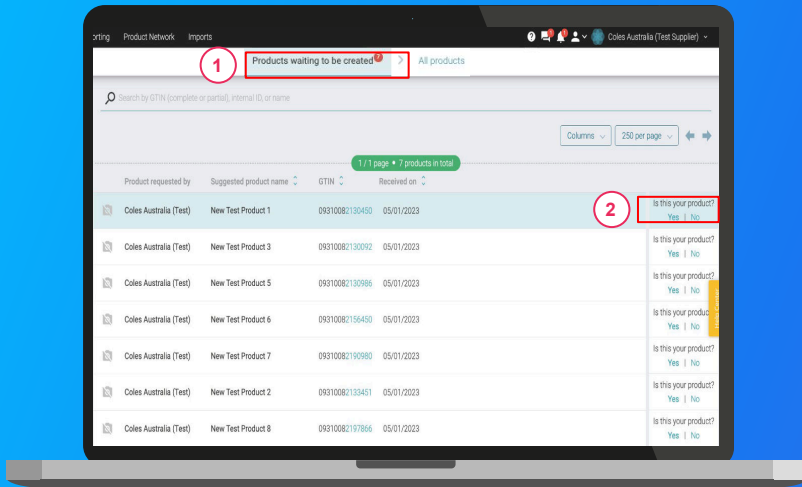 orting Product Network Imports Coles Australia (Test Supplier)
1 Products waiting to be created 7 All products
Search by GTIN (complete or partial), internal ID, or name
Columns 250 per page
1 / 1 page • 7 products in total
Product requested by Suggested product name GTIN Received on
2
Is this your product?
Coles Australia (Test) New Test Product 1 09310082130450 05/01/2023
Yes | No
Is this your product?
Coles Australia (Test) New Test Product 3 09310082130092 05/01/2023
Yes | No
Is this your product?
Coles Australia (Test) New Test Product 5 09310082130986 05/01/2023
Yes | No
Is this your produc
Coles Australia (Test) New Test Product 6 09310082156450 05/01/2023
Yes | No
Is this your product?
Coles Australia (Test) New Test Product 7 09310082190980 05/01/2023
Yes | No
Is this your product?
Coles Australia (Test) New Test Product 2 09310082133451 05/01/2023
Yes | No
Is this your product?
Coles Australia (Test) New Test Product 8 09310082197866 05/01/2023
Yes | No